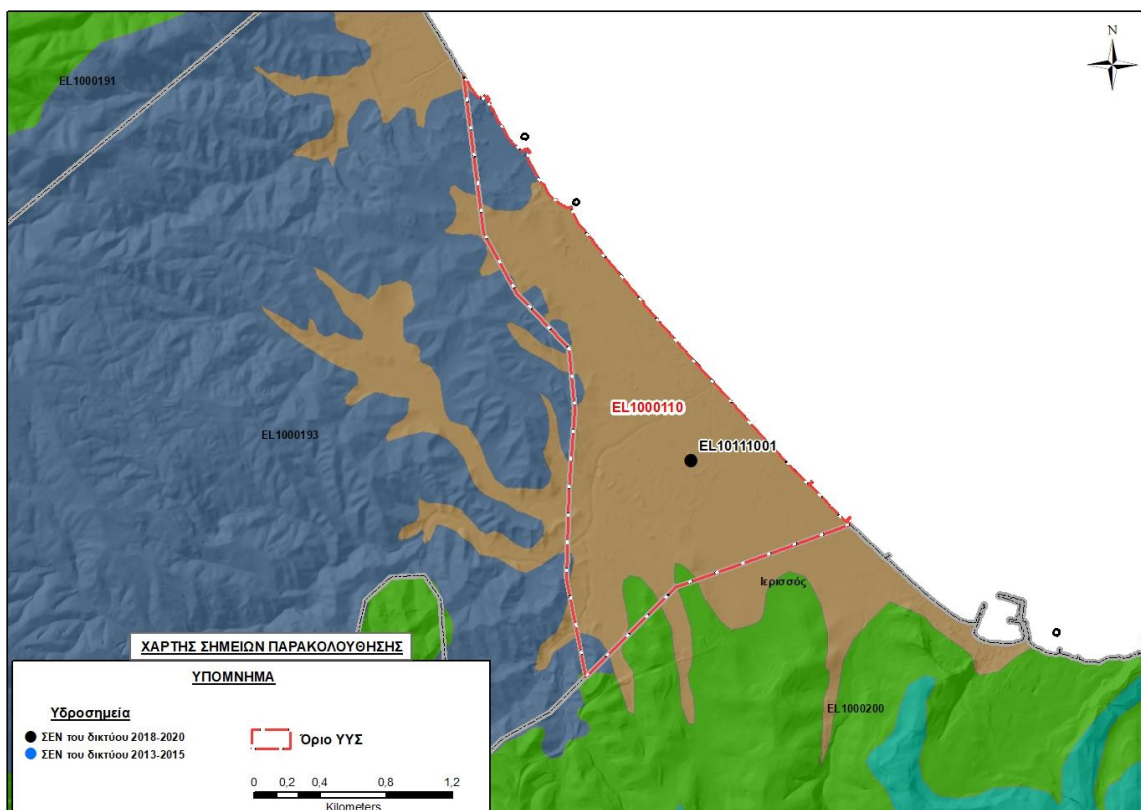 N
EL1000191
EL1000110
EL1000193
EL10111001
Ιερισσός
EL1000200
ΧΑΡΤΗΣ ΣΗΜΕΙΩΝ ΠΑΡΑΚΟΛΟΥΘΗΣΗΣ
ΥΠΟΜΝΗΜΑ
Υδροσημεία
ΣΕΝ του δικτύου 2018-2020
ΣΕΝ του δικτύου 2013-2015
Όριο ΥΥΣ
0 0,2 0,4 0,8 1,2
Kilometers